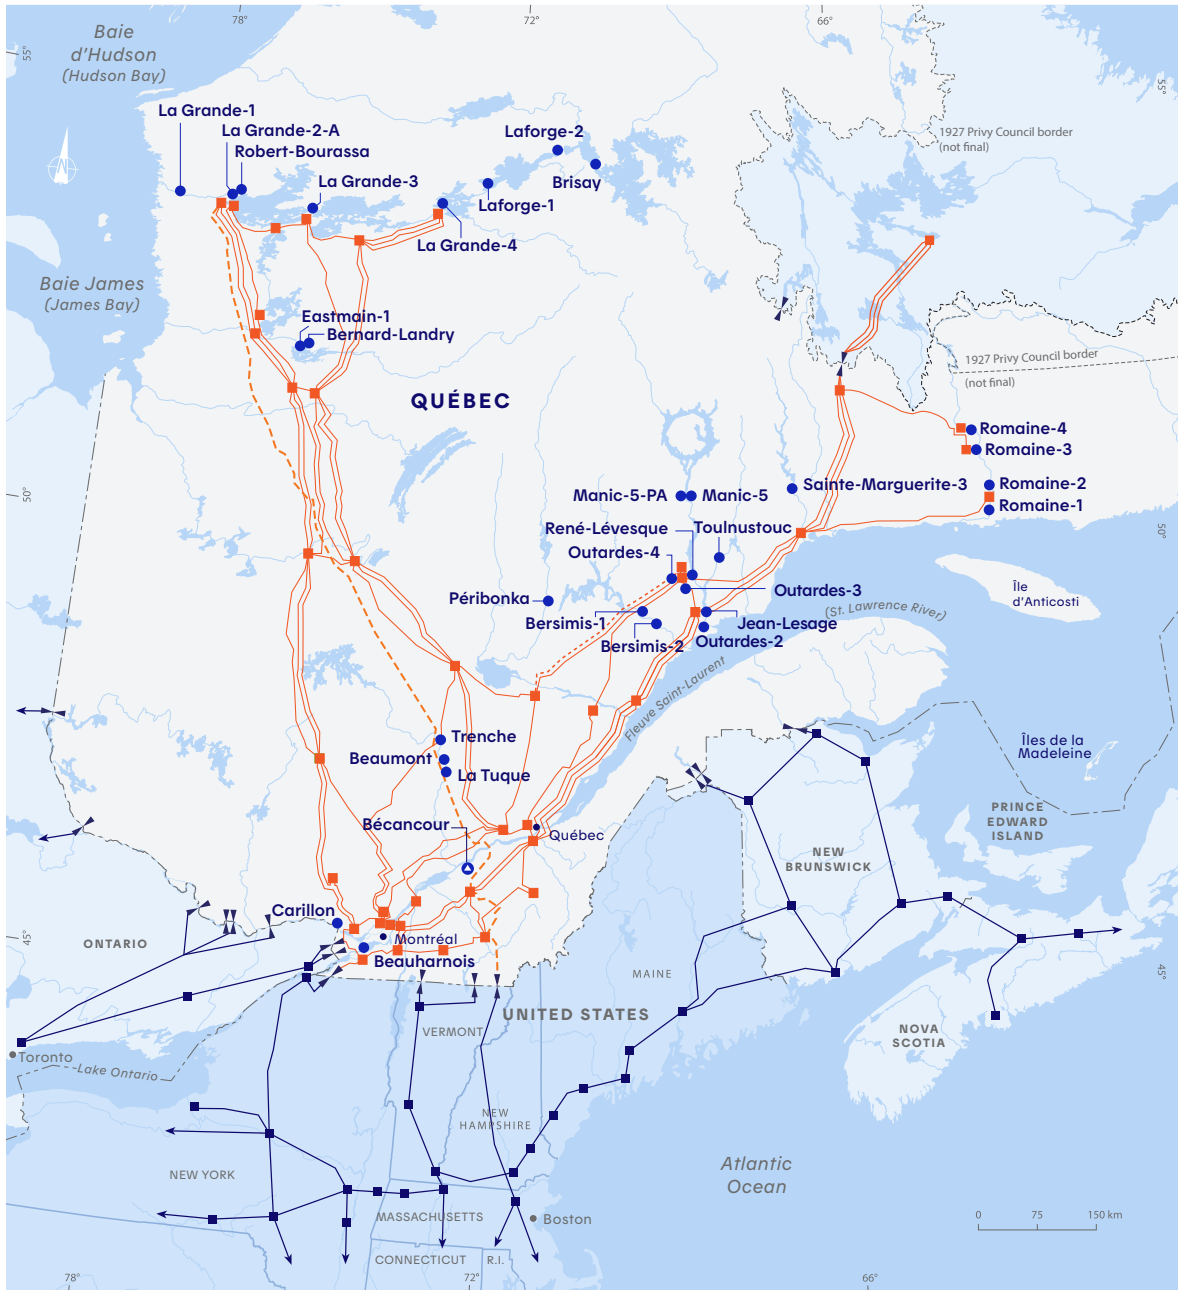 78°
72°
66°
55°
55°
Baie
d'Hudson
(Hudson Bay)
La Grande-1
La Grande-2-A
Robert-Bourassa
La Grande-3
Laforge-2
Brisay
Laforge-1
La Grande-4
1927 Privy Council border
(not final)
Baie James
(James Bay)
Eastmain-1
Bernard-Landry
1927 Privy Council border
(not final)
QUÉBEC
Romaine-4
Romaine-3
Romaine-2
Romaine-1
Sainte-Marguerite-3
Manic-5-PA
Manic-5
50°
50°
René-Lévesque
Toulnustouc
Outardes-4
Outardes-3
Péribonka
Bersimis-1
Bersimis-2
Jean-Lesage
Outardes-2
(St. Lawrence River)
Fleuve Saint-Laurent
Île
d'Anticosti
Îles de la
Madeleine
Trenche
Beaumont
La Tuque
Bécancour
Québec
PRINCE
EDWARD
ISLAND
NEW
BRUNSWICK
Carillon
Montréal
Beauharnois
ONTARIO
45°
45°
MAINE
UNITED STATES
VERMONT
NOVA
SCOTIA
Toronto
Lake Ontario
NEW
HAMPSHIRE
NEW YORK
Atlantic
Ocean
MASSACHUSETTS
Boston
CONNECTICUT
R.I.
0
75
150 km
78°
72°
66°